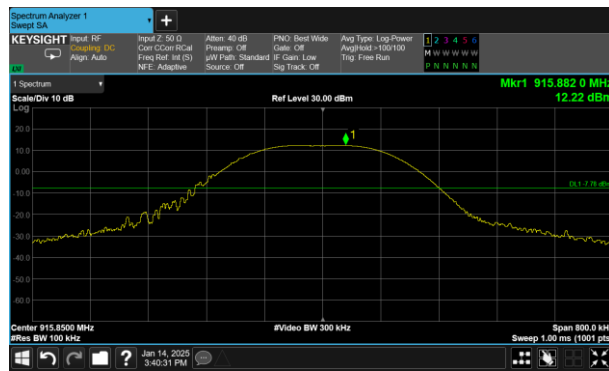 Spectrum Analyzer 1
Swept SA
+
KEYSIGHT Input: RF Input Z: 50 Ω Atten: 40 dB PNO: Best Wide Avg Type: Log-Power 1 2 3 4 5 6
Coupling: DC Corr CCorr RCal Preamp: Off Gate: Off Avg|Hold:>100/100 M W W W W W
Align: Auto Freq Ref: Int (S) µW Path: Standard IF Gain: Low Trig: Free Run
NFE: Adaptive Source: Off Sig Track: Off P N N N N N
1 Spectrum
Mkr1 915.882 0 MHz
Scale/Div 10 dB Ref Level 30.00 dBm 12.22 dBm
Log
20.0
1
10.0
0.00
DL1 -7.78 dBm
-10.0
-20.0
-30.0
-40.0
-50.0
-60.0
Center 915.8500 MHz #Video BW 300 kHz Span 800.0 kHz
#Res BW 100 kHz Sweep 1.00 ms (1001 pts)
? Jan 14, 2025
3:40:31 PM